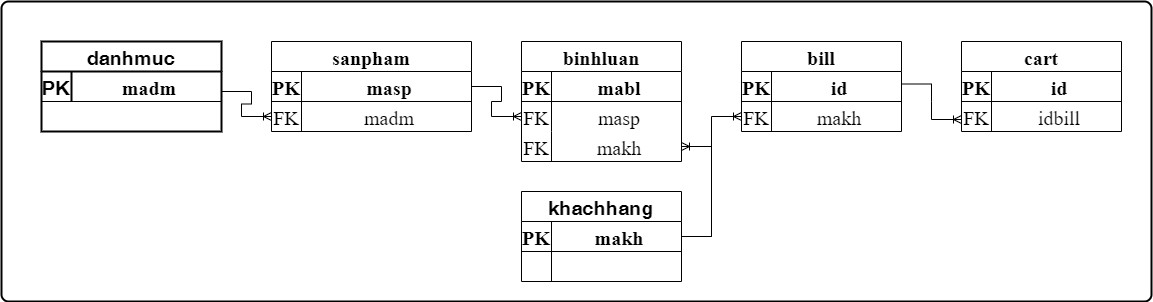 danhmuc
PK madm
sanpham
PK masp
FK madm
binhluan
PK mabl
FK masp
FK makh
bill
PK id
FK makh
cart
PK id
FK idbill
khachhang
PK makh